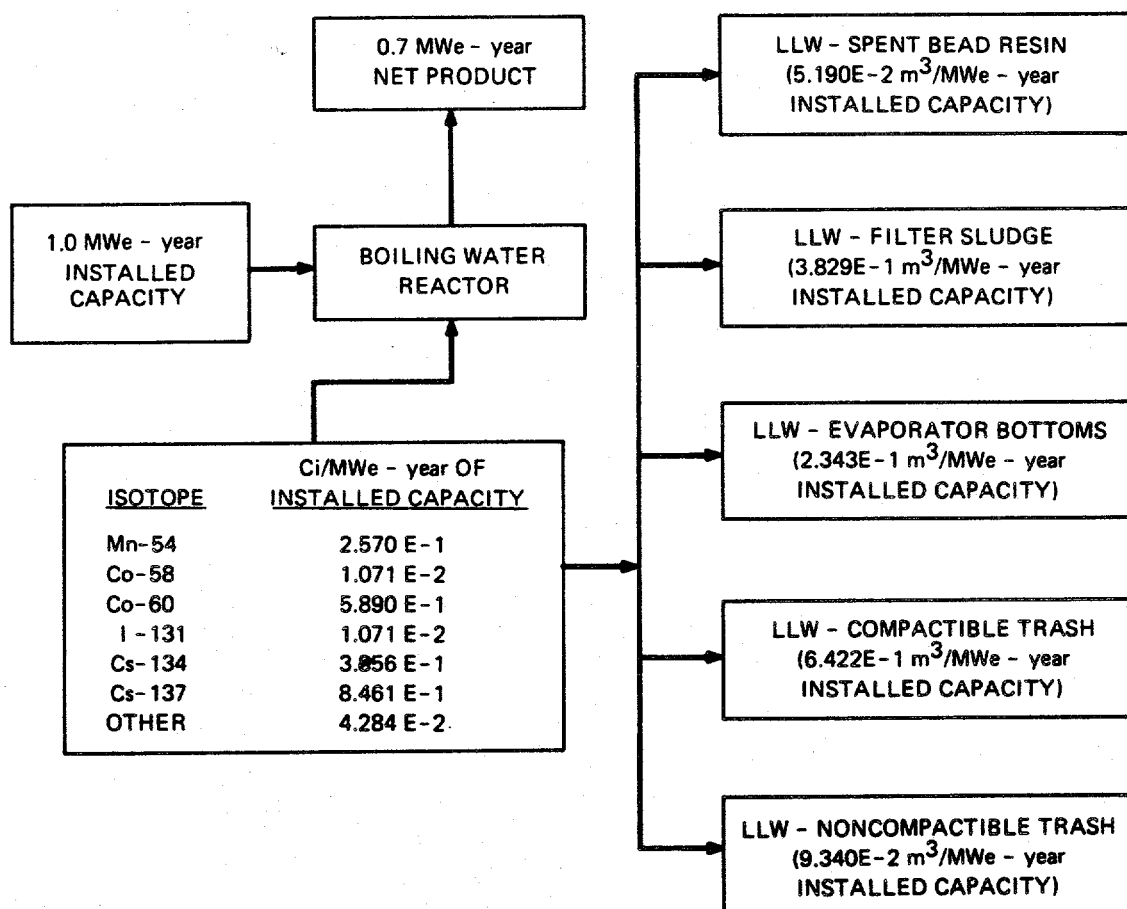 0.7 MWe - year
NET PRODUCT
1.0 MWe - year
INSTALLED
CAPACITY
BOILING WATER
REACTOR
ISOTOPE
Ci/MWe - year OF
INSTALLED CAPACITY
Mn-54 2.570 E-1
Co-58 1.071 E-2
Co-60 5.890 E-1
I-131 1.071 E-2
Cs-134 3.856 E-1
Cs-137 8.461 E-1
OTHER 4.284 E-2
LLW - SPENT BEAD RESIN
(5.190E-2 m³/MWe - year
INSTALLED CAPACITY)
LLW - FILTER SLUDGE
(3.829E-1 m³/MWe - year
INSTALLED CAPACITY)
LLW - EVAPORATOR BOTTOMS
(2.343E-1 m³/MWe - year
INSTALLED CAPACITY)
LLW - COMPACTIBLE TRASH
(6.422E-1 m³/MWe - year
INSTALLED CAPACITY)
LLW - NONCOMPACTIBLE TRASH
(9.340E-2 m³/MWe - year
INSTALLED CAPACITY)